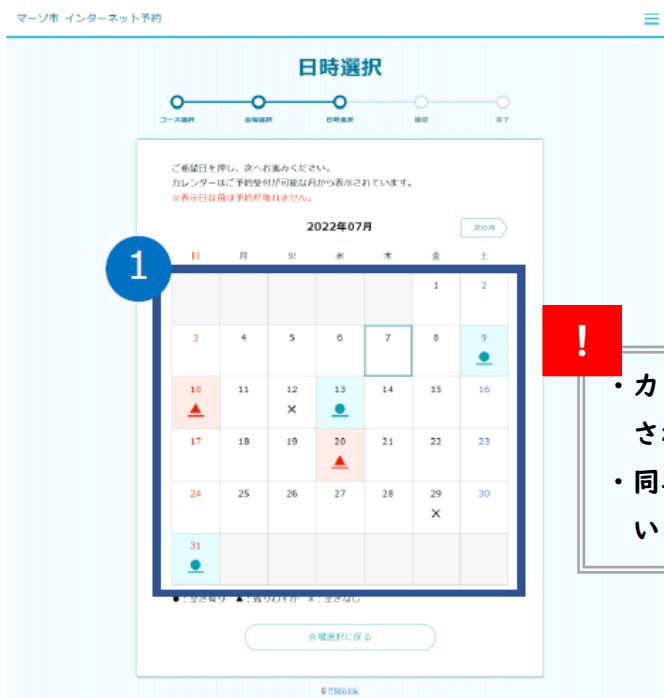 マーソ市 インターネット予約
日時選択
コース選択 会場選択 日時選択 確認 完了
ご希望日を押し、次へお進みください。
カレンダーはご予約受付が可能な月から表示されています。
※表示日以前は予約が取れません。
2022年07月 次の月
1
日 月 火 水 木 金 土
1 2
3 4 5 6 7 8 9
●
!
10 11 12 13 14 15 16
▲ × ●
・カ
さ
17 18 19 20 21 22 23
▲
・同
い
24 25 26 27 28 29 30
×
31
●
●：空き有り ▲：残りわずか ×：空きなし
会場選択に戻る